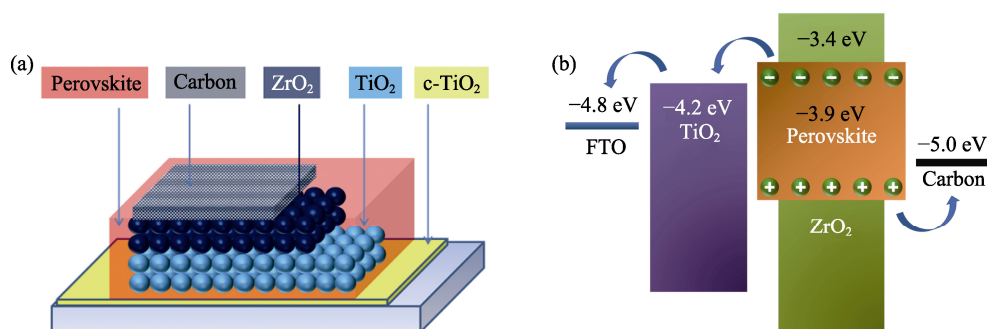 (a)
Perovskite
Carbon
ZrO₂
TiO₂
c-TiO₂
(b)
−3.4 eV
−4.8 eV
FTO
−4.2 eV
TiO₂
−3.9 eV
Perovskite
−5.0 eV
Carbon
ZrO₂